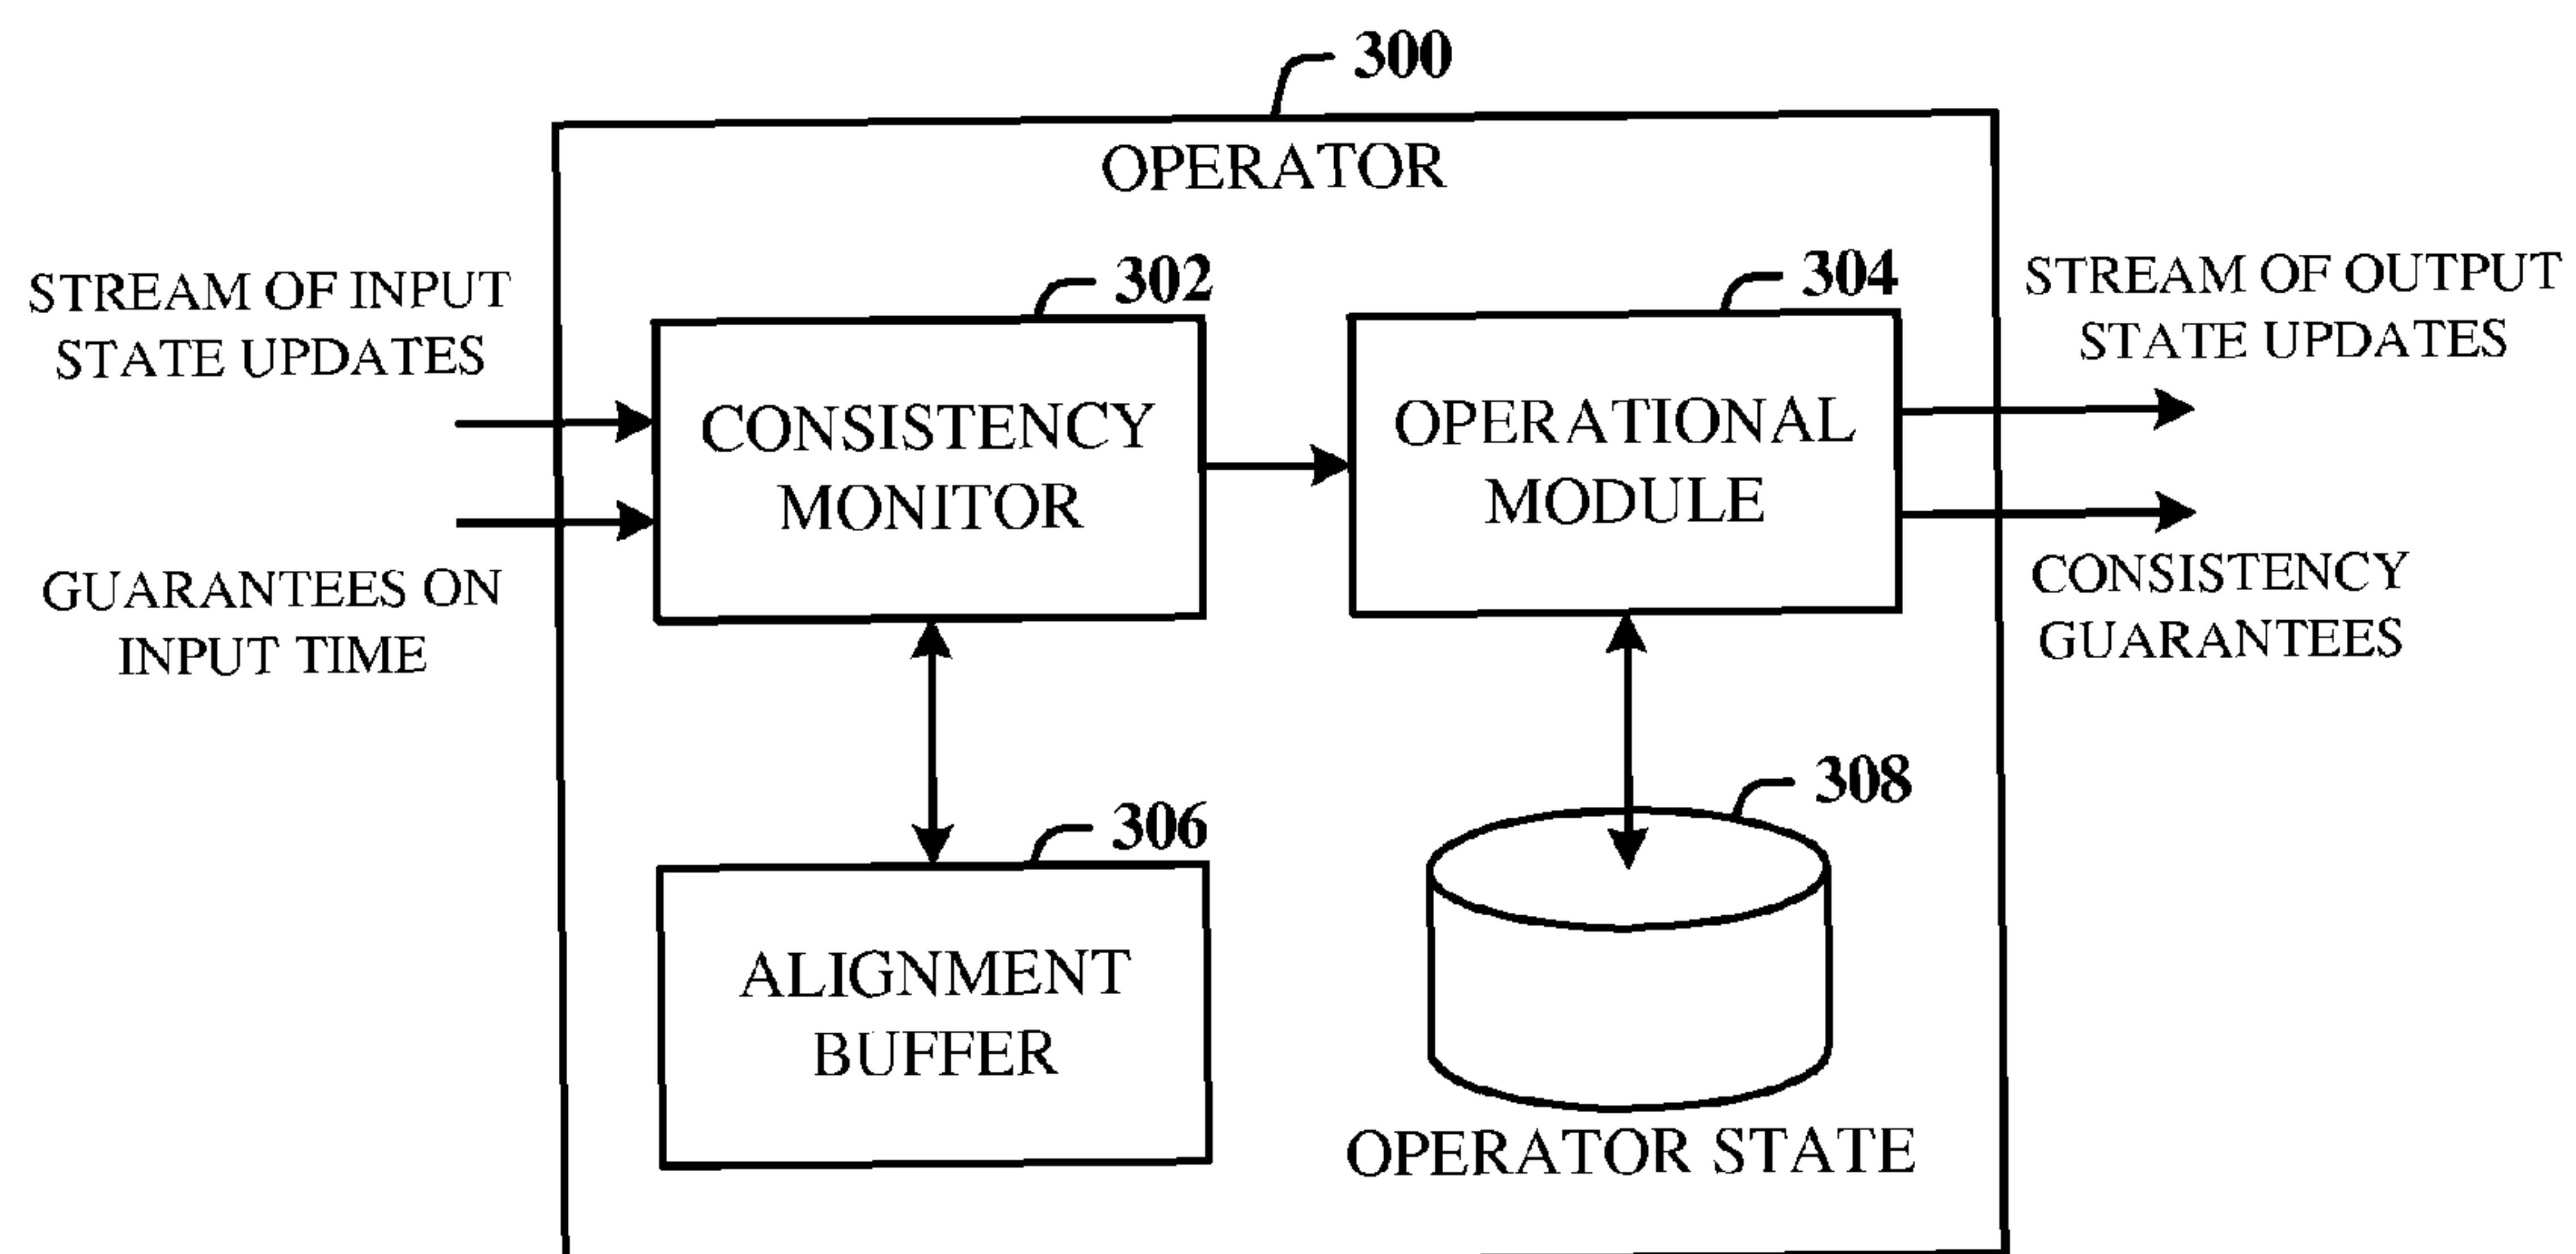 300
OPERATOR
STREAM OF INPUT
STATE UPDATES
GUARANTEES ON
INPUT TIME
302
CONSISTENCY
MONITOR
304
OPERATIONAL
MODULE
STREAM OF OUTPUT
STATE UPDATES
CONSISTENCY
GUARANTEES
306
ALIGNMENT
BUFFER
308
OPERATOR STATE